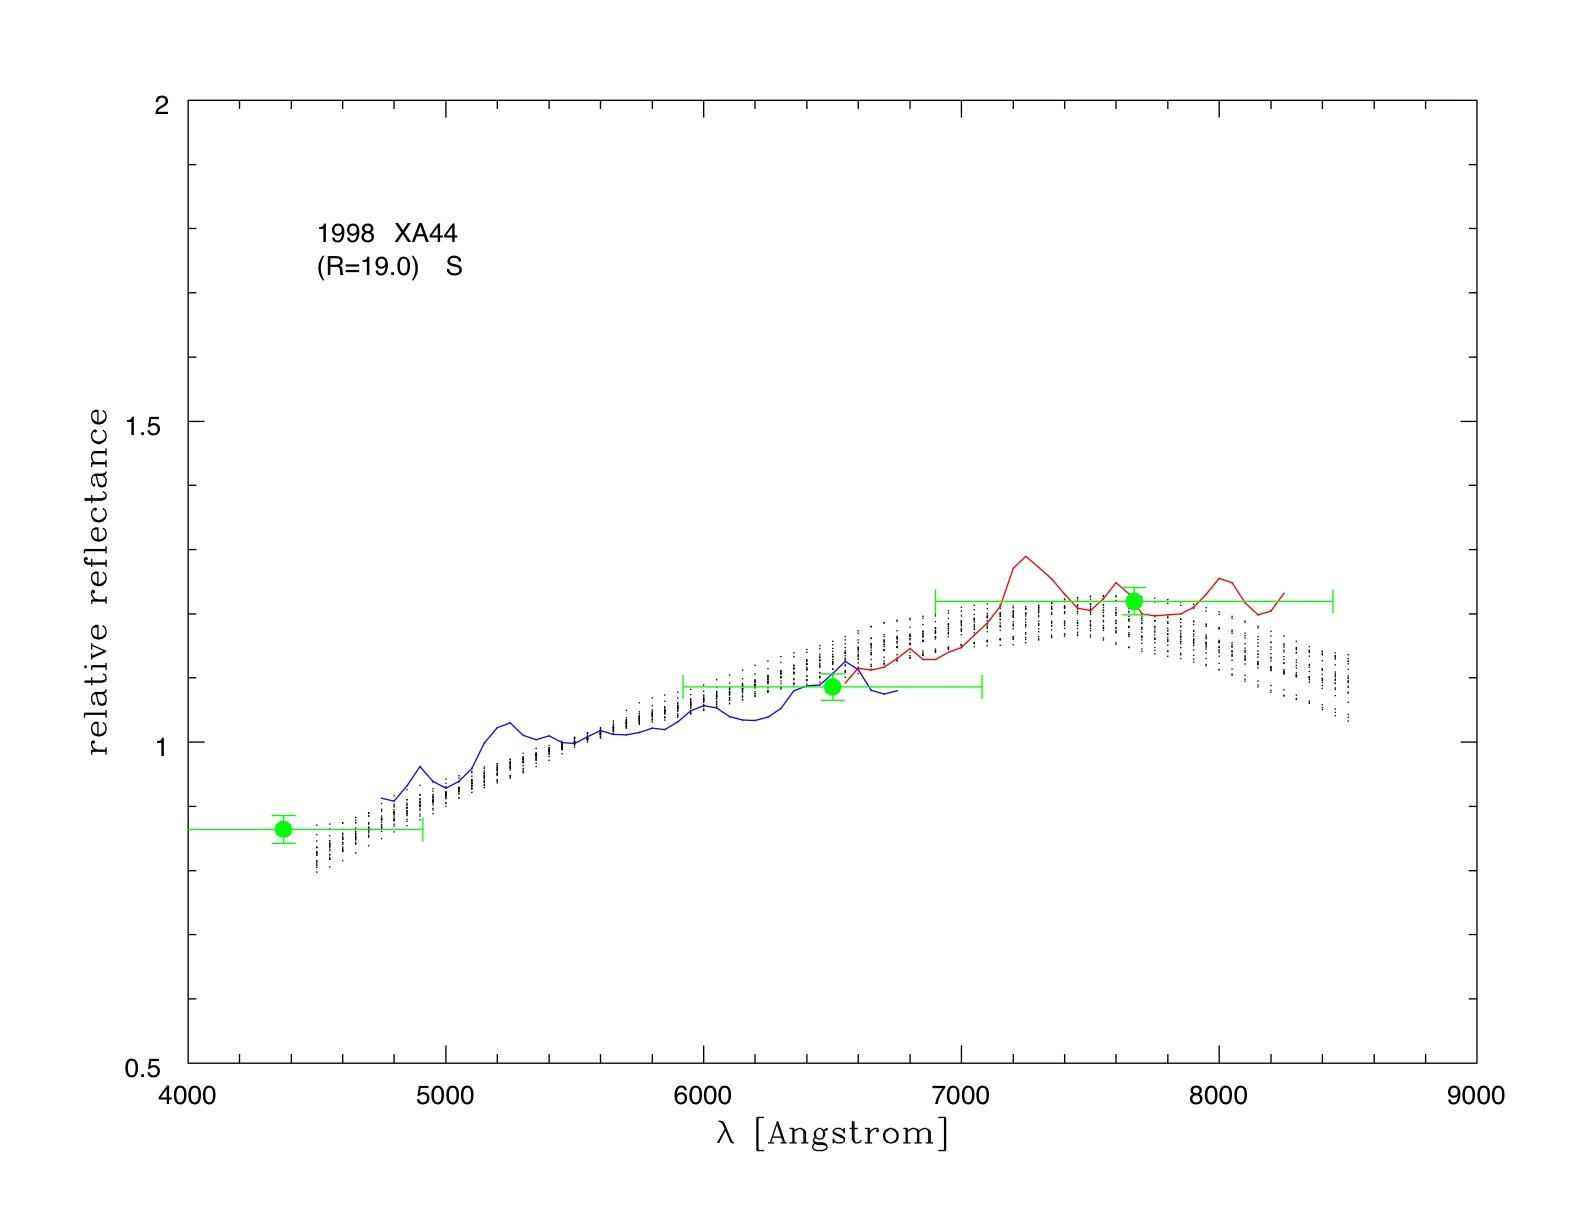 2
1998 XA44
(R=19.0) S
1.5
relative reflectance
1
0.5
4000 5000 6000 7000 8000 9000
λ [Angstrom]